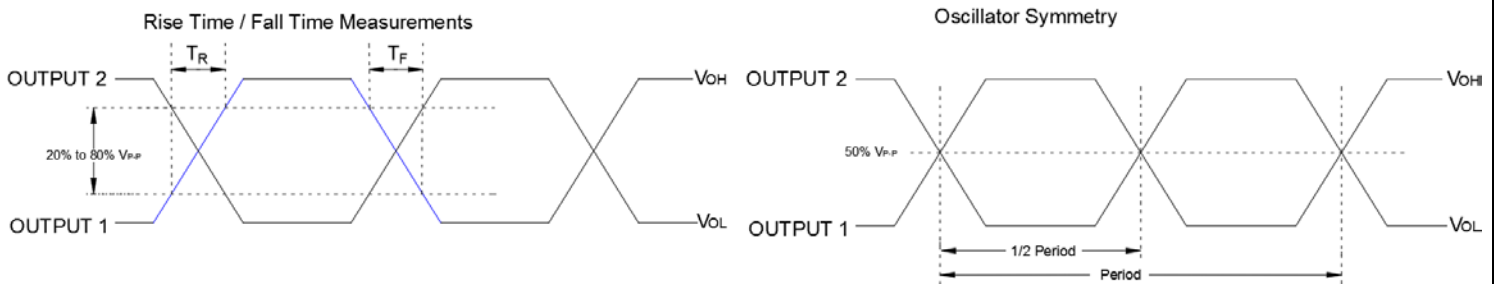 Rise Time / Fall Time Measurements
TR
TF
OUTPUT 2
VOH
20% to 80% VP-P
OUTPUT 1
VOL
Oscillator Symmetry
OUTPUT 2
VOHI
50% VP-P
OUTPUT 1
VOL
1/2 Period
Period